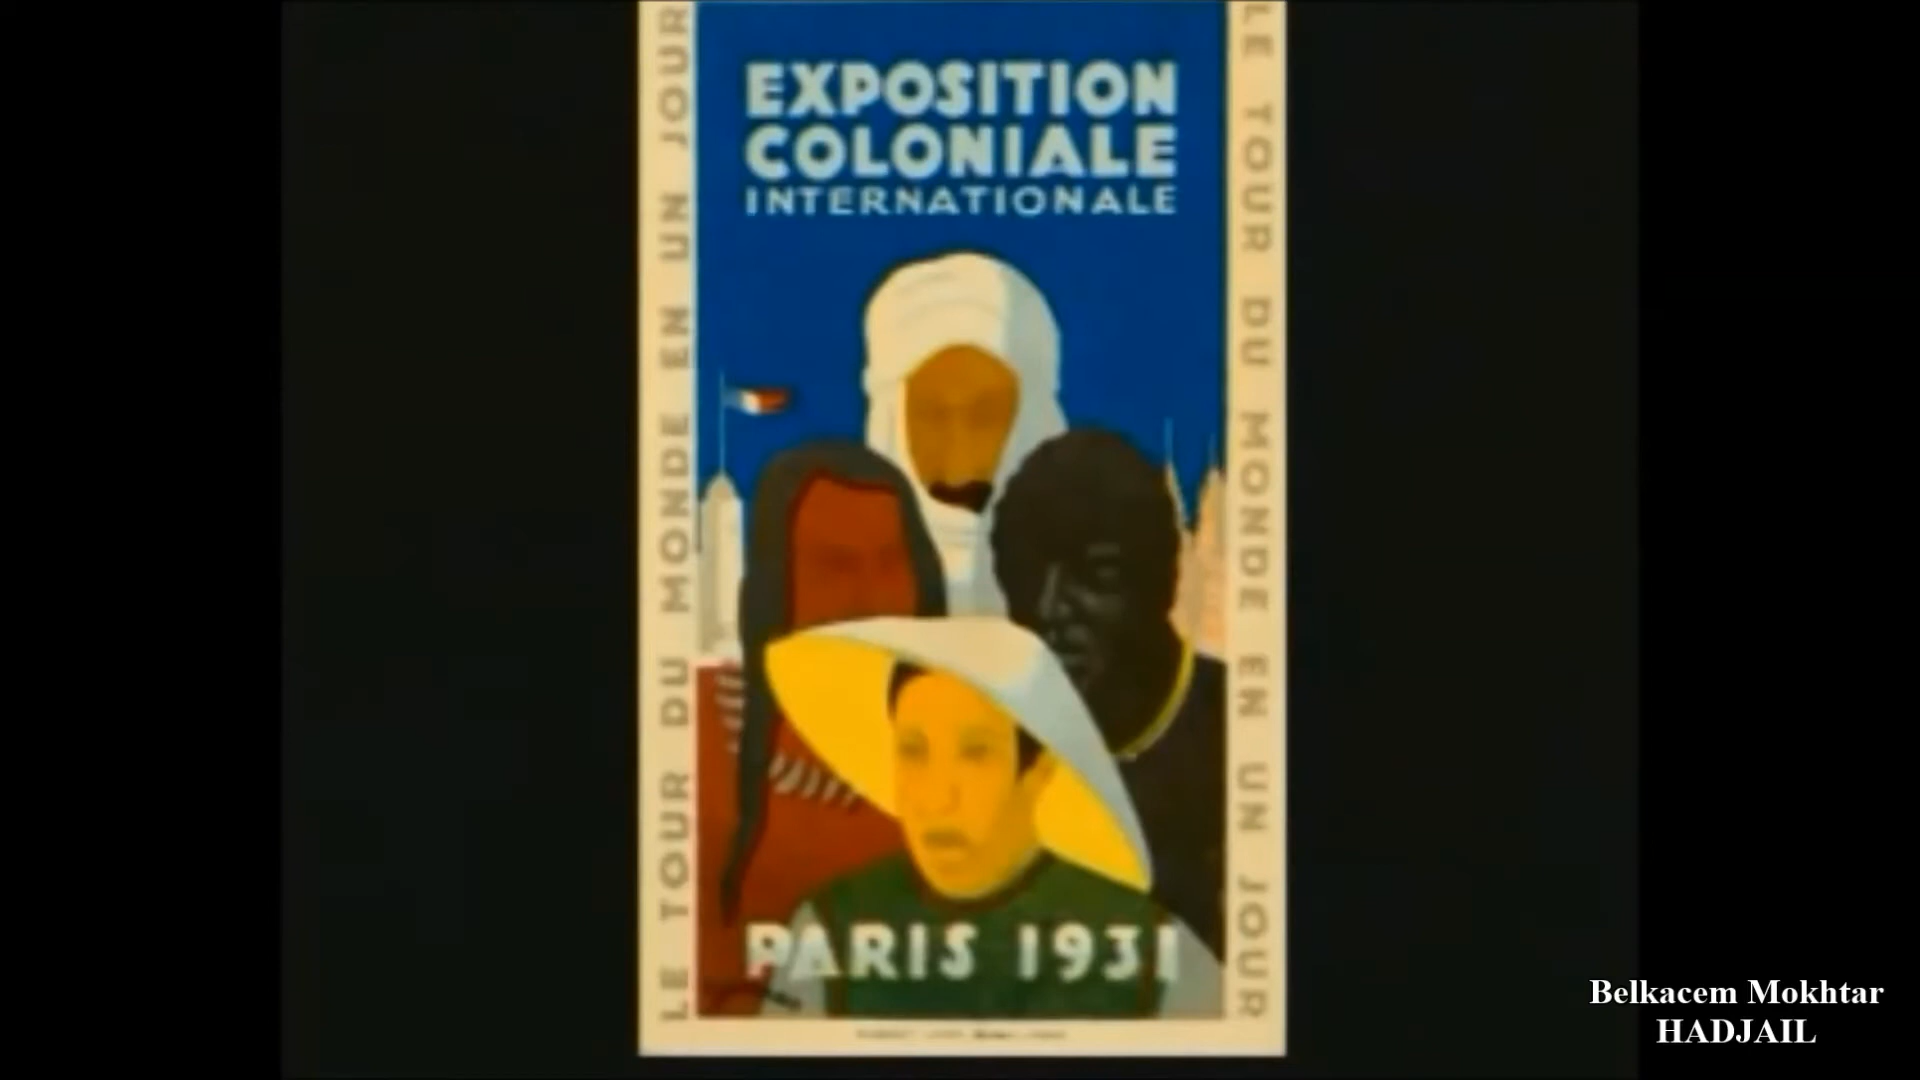 EXPOSITION
COLONIALE
INTERNATIONALE
LE TOUR DU MONDE EN UN JOUR
LE TOUR DU MONDE EN UN JOUR
PARIS 1931
Belkacem Mokhtar
HADJAIL